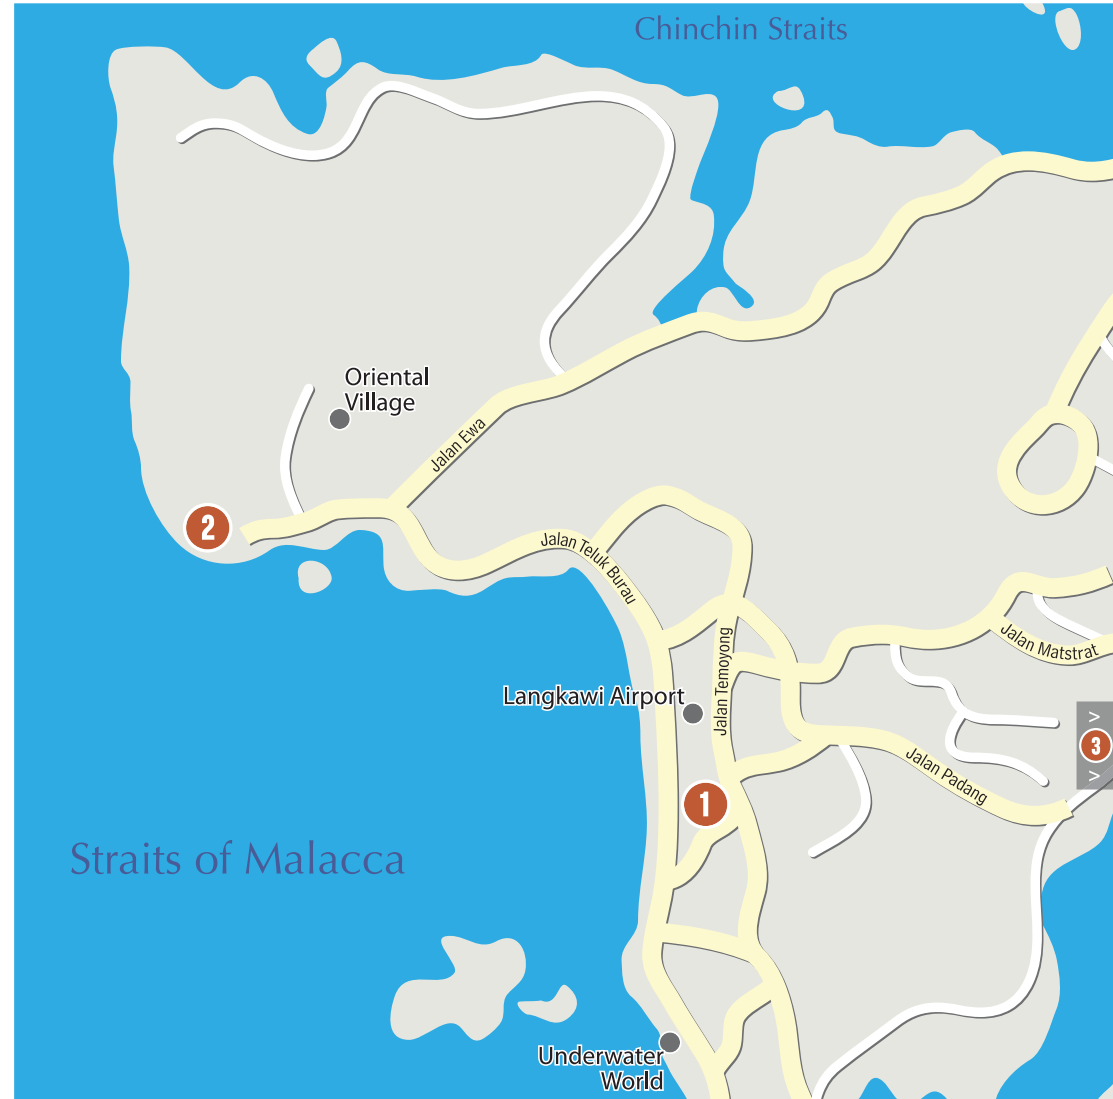 Chinchin Straits
Oriental
Village
Jalan Ewa
2
Jalan Teluk Burau
Jalan Matstrat
Jalan Temoyong
Langkawi Airport
>
3
>
Jalan Padang
1
Straits of Malacca
Underwater
World